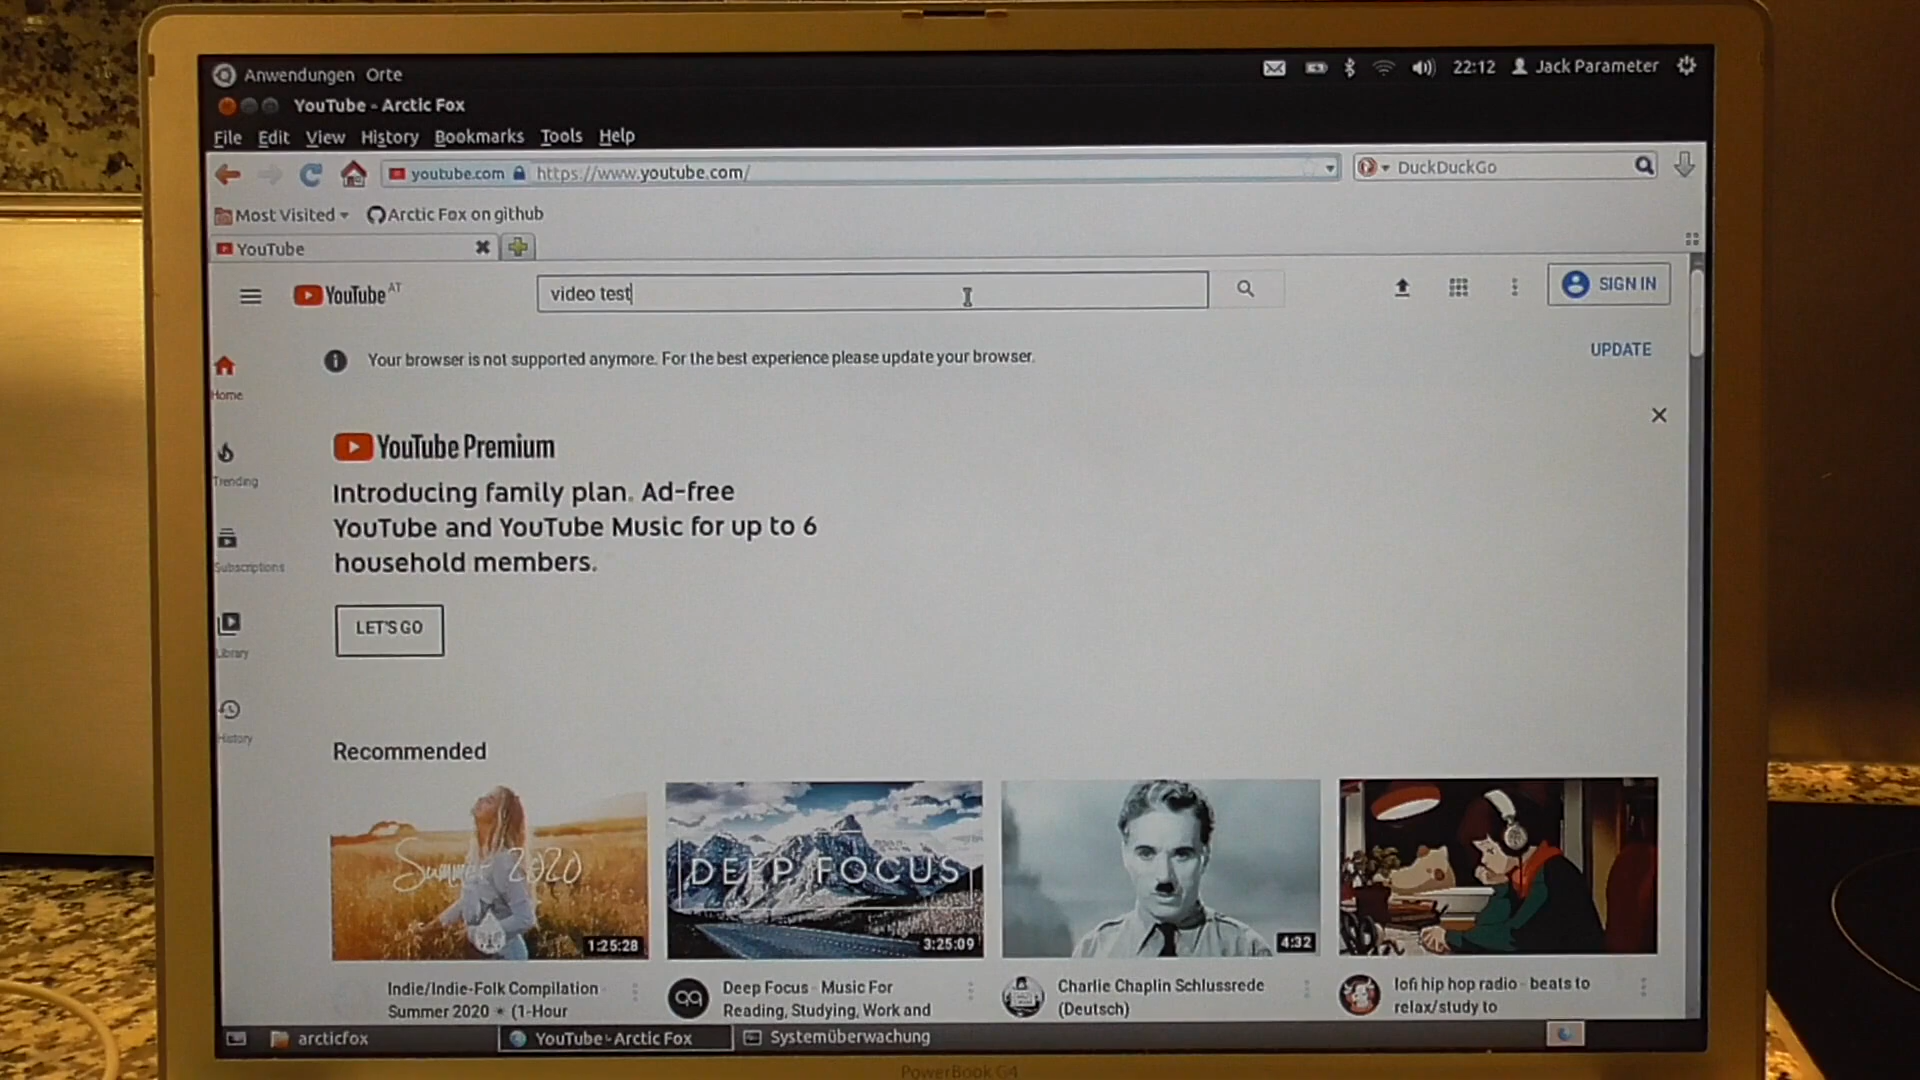 Anwendungen Orte
22:12 Jack Parameter
YouTube - Arctic Fox
File Edit View History Bookmarks Tools Help
youtube.com https://www.youtube.com/
DuckDuckGo
Most Visited Arctic Fox on github
YouTube
YouTube AT
video test
SIGN IN
Your browser is not supported anymore. For the best experience please update your browser.
UPDATE
Home
Trending
Subscriptions
Library
History
YouTube Premium
Introducing family plan. Ad-free
YouTube and YouTube Music for up to 6
household members.
LET'S GO
Recommended
Summer 2020
1:25:28
DEEP FOCUS
3:25:09
4:32
Indie/Indie-Folk Compilation -
Summer 2020 ☀ (1-Hour
Deep Focus - Music For
Reading, Studying, Work and
Charlie Chaplin Schlussrede
(Deutsch)
lofi hip hop radio - beats to
relax/study to
arcticfox
YouTube - Arctic Fox
Systemüberwachung
PowerBook G4